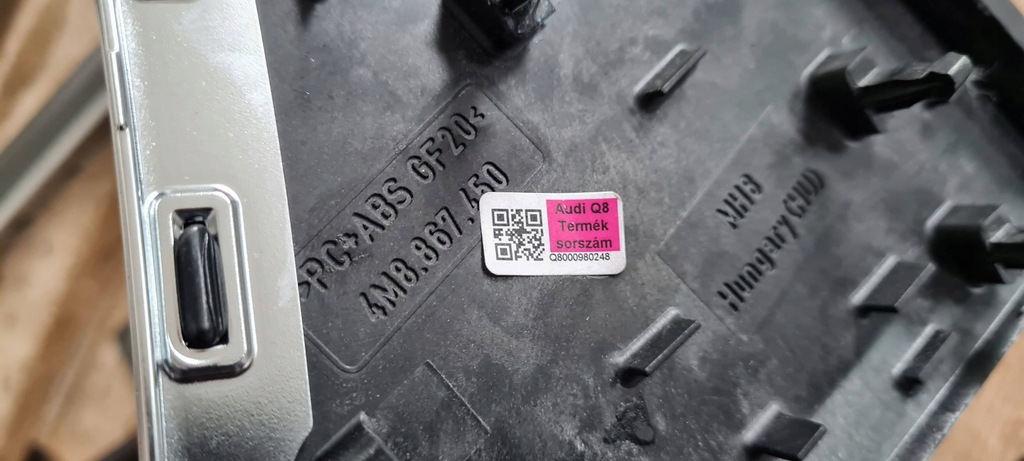 >PC+ABS GF20<
4M8.867.450
Audi Q8
Termék
sorszám
Q8000980248
Hungary